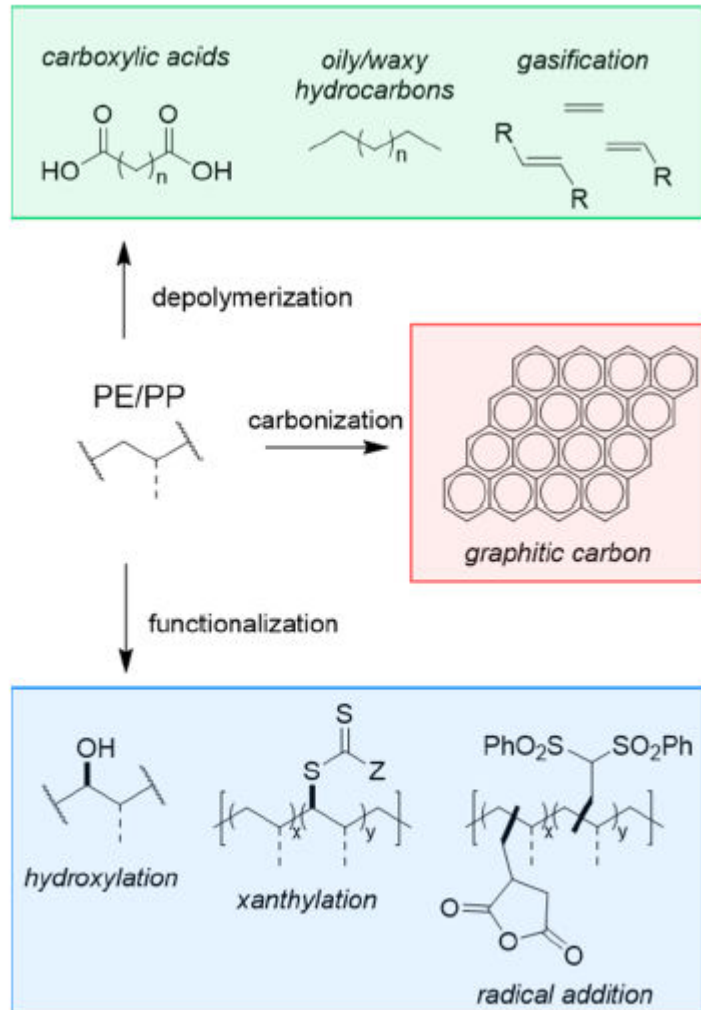 carboxylic acids
oily/waxy
hydrocarbons
gasification
O
O
HO
n
OH
n
R
R
R
depolymerization
PE/PP
carbonization
graphitic carbon
functionalization
OH
hydroxylation
S
S
Z
x
y
xanthylation
PhO2S
SO2Ph
x
y
O
O
O
radical addition